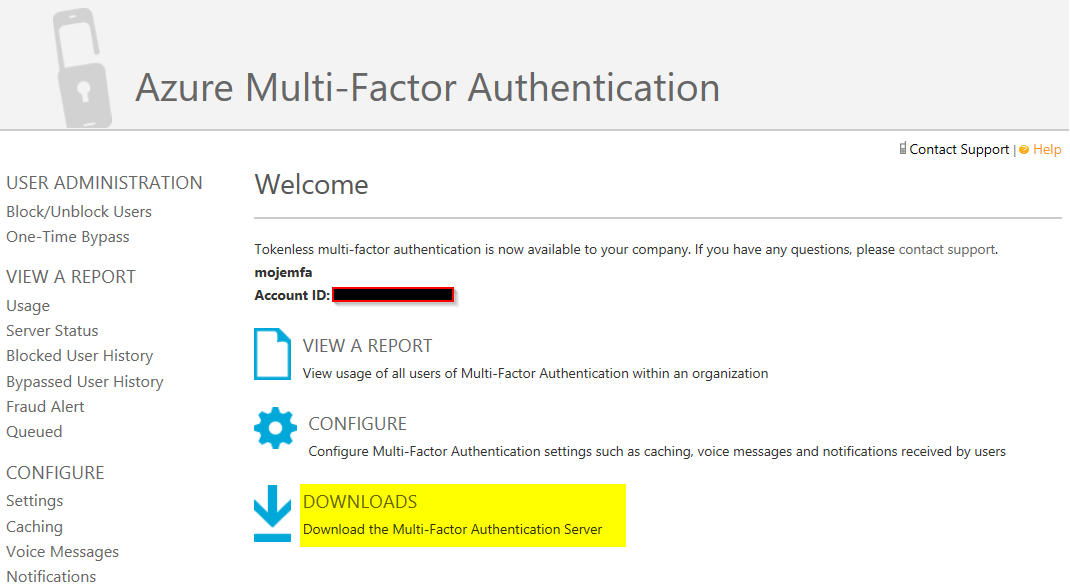 Azure Multi-Factor Authentication
Contact Support | Help
USER ADMINISTRATION
Block/Unblock Users
One-Time Bypass
VIEW A REPORT
Usage
Server Status
Blocked User History
Bypassed User History
Fraud Alert
Queued
CONFIGURE
Settings
Caching
Voice Messages
Notifications
Welcome
Tokenless multi-factor authentication is now available to your company. If you have any questions, please contact support.
mojemfa
Account ID:
VIEW A REPORT
View usage of all users of Multi-Factor Authentication within an organization
CONFIGURE
Configure Multi-Factor Authentication settings such as caching, voice messages and notifications received by users
DOWNLOADS
Download the Multi-Factor Authentication Server